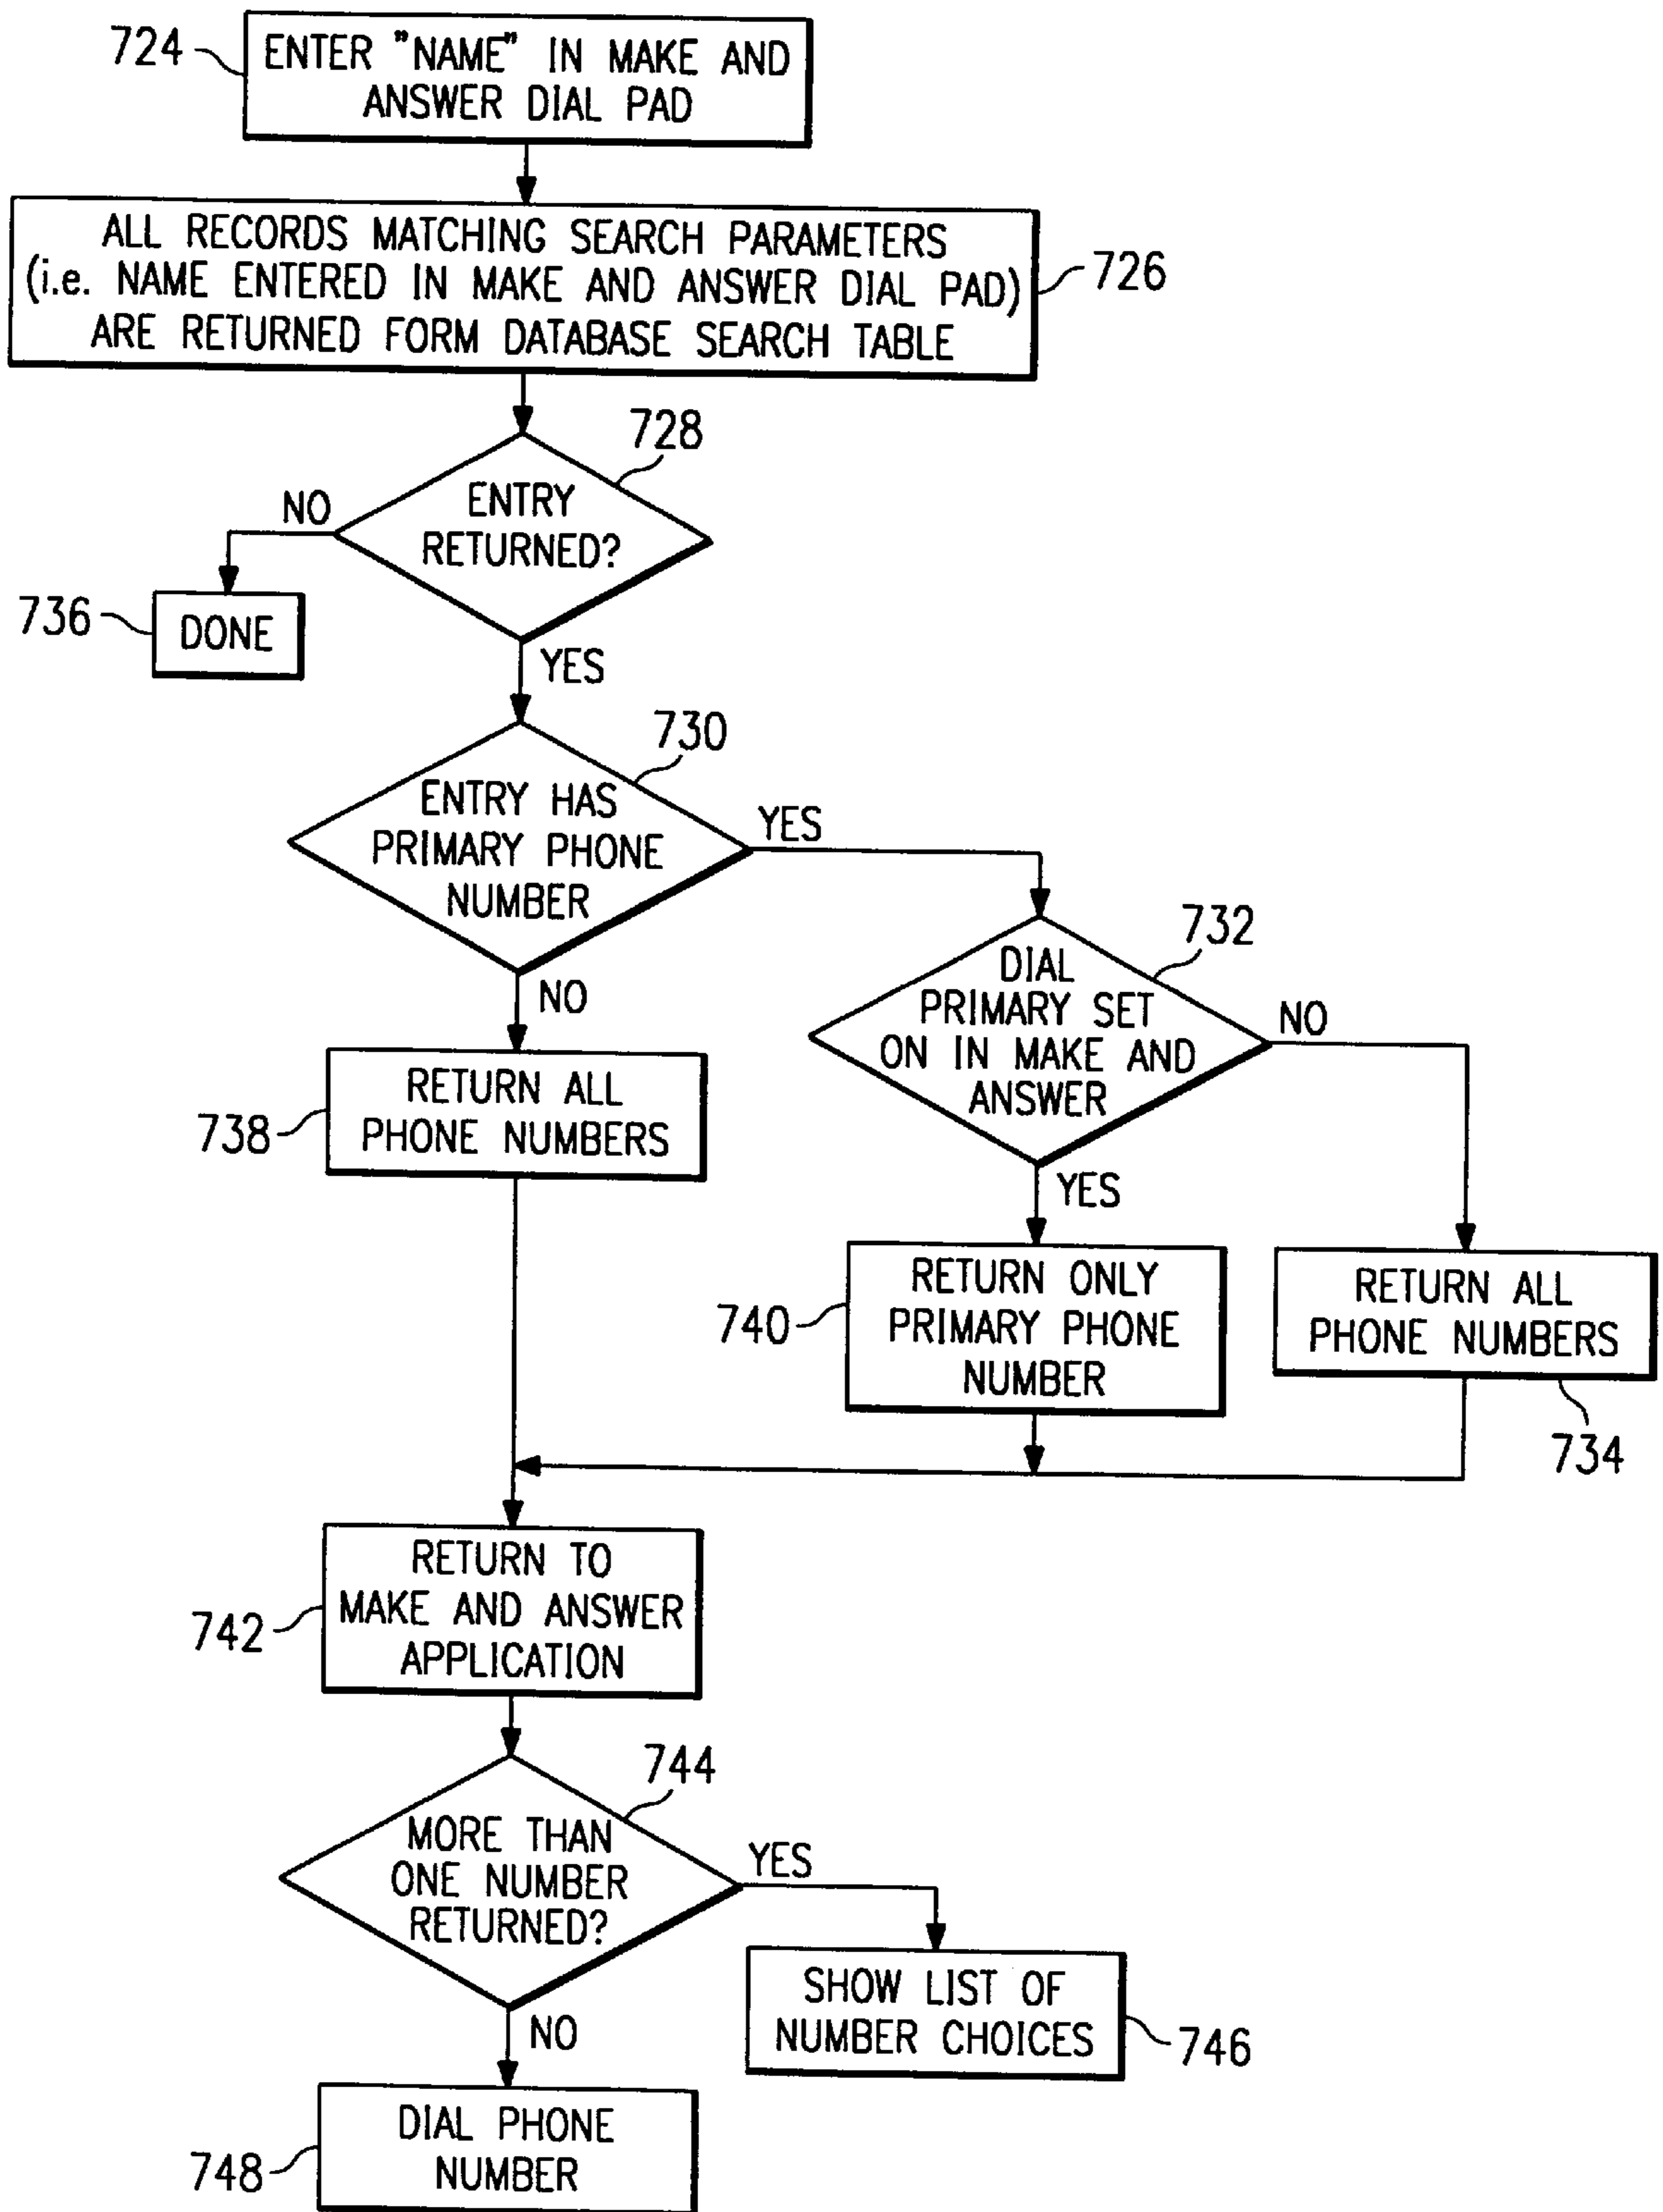 724
ENTER "NAME" IN MAKE AND
ANSWER DIAL PAD
ALL RECORDS MATCHING SEARCH PARAMETERS
(i.e. NAME ENTERED IN MAKE AND ANSWER DIAL PAD)
ARE RETURNED FORM DATABASE SEARCH TABLE
726
728
ENTRY
RETURNED?
NO
736
DONE
YES
730
ENTRY HAS
PRIMARY PHONE
NUMBER
YES
732
DIAL
PRIMARY SET
ON IN MAKE AND
ANSWER
NO
NO
738
RETURN ALL
PHONE NUMBERS
YES
740
RETURN ONLY
PRIMARY PHONE
NUMBER
RETURN ALL
PHONE NUMBERS
734
742
RETURN TO
MAKE AND ANSWER
APPLICATION
744
MORE THAN
ONE NUMBER
RETURNED?
YES
SHOW LIST OF
NUMBER CHOICES
746
NO
748
DIAL PHONE
NUMBER